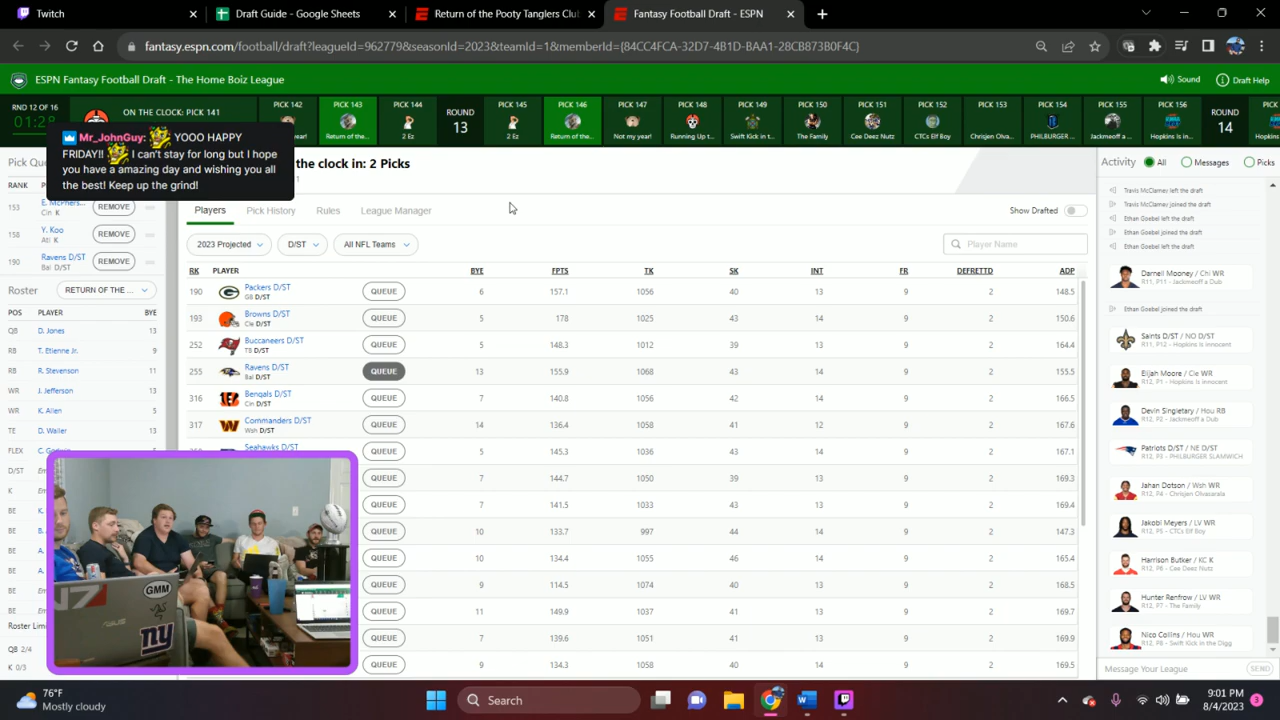 Twitch
Draft Guide - Google Sheets
Return of the Pooty Tanglers Clu
Fantasy Football Draft - ESPN
fantasy.espn.com/football/draft?leagueId=962779&seasonId=2023&teamId=1&memberId={84CC4FCA-32D7-4B1D-BAA1-28CB873B0F4C}
ESPN Fantasy Football Draft - The Home Boiz League
Sound
Draft Help
RND 12 OF 16
01:28
ON THE CLOCK: PICK 141
PICK 142
PICK 143
Return of the...
PICK 144
2 Ez
ROUND
13
PICK 145
2 Ez
PICK 146
Return of the...
PICK 147
Not my year!
PICK 148
Running Up t...
PICK 149
Swift Kick in t...
PICK 150
The Family
PICK 151
Cee Deez Nutz
PICK 152
CTCs Elf Boy
PICK 153
Chrisjen Olva...
PICK 154
PHILBURGER...
PICK 155
Jackmeoff a ...
PICK 156
Hopkins is in...
ROUND
14
Mr_JohnGuy: YOOO HAPPY
FRIDAY!! I can't stay for long but I hope
you have a amazing day and wishing you all
the best! Keep up the grind!
the clock in: 2 Picks
Activity
All
Messages
Picks
RANK
153
E. McPhers...
Cin K
REMOVE
158
Y. Koo
Atl K
REMOVE
190
Ravens D/ST
Bal D/ST
REMOVE
Roster
RETURN OF THE ...
POS PLAYER BYE
QB D. Jones 13
RB T. Etienne Jr. 9
RB R. Stevenson 11
WR J. Jefferson 13
WR K. Allen 5
TE D. Waller 13
FLEX
D/ST
K
BE
BE
BE
BE
BE
BE
QB 2/4
K 0/3
Players
Pick History
Rules
League Manager
Show Drafted
2023 Projected
D/ST
All NFL Teams
Player Name
RK PLAYER BYE FPTS TK SK INT FR DEFRETTD ADP
190 Packers D/ST
GB D/ST
QUEUE 6 157.1 1056 40 13 9 2 148.5
193 Browns D/ST
Cle D/ST
QUEUE 5 178 1025 43 14 9 2 150.6
252 Buccaneers D/ST
TB D/ST
QUEUE 5 148.3 1012 39 13 9 2 164.4
255 Ravens D/ST
Bal D/ST
QUEUE 13 155.9 1068 43 14 9 2 155.5
316 Bengals D/ST
Cin D/ST
QUEUE 7 140.8 1056 42 14 9 2 166.5
317 Commanders D/ST
Wsh D/ST
QUEUE 14 136.4 1058 41 12 9 2 167.6
Seahawks D/ST
QUEUE 145.3 1036 43 14 9 2 167.1
QUEUE 7 144.7 1050 39 13 9 2 169.3
QUEUE 141.5 1033 43 14 9 2 169.4
QUEUE 10 133.7 997 44 14 9 2 147.3
QUEUE 10 134.4 1055 46 14 9 2 165.4
QUEUE 9 114.5 1074 40 13 9 2 168.5
QUEUE 11 149.9 1037 41 13 9 2 169.7
QUEUE 7 139.6 1051 41 13 9 2 169.9
QUEUE 9 134.3 1058 40 14 9 2 169.5
Travis McClarney left the draft
Travis McClarney joined the draft
Ethan Goebel left the draft
Ethan Goebel joined the draft
Ethan Goebel left the draft
Darnell Mooney / Chi WR
R11, P11 - Jackmeoff a Dub
Ethan Goebel joined the draft
Saints D/ST / NO D/ST
R11, P12 - Hopkins is innocent
Elijah Moore / Cle WR
R12, P1 - Hopkins is innocent
Devin Singletary / Hou RB
R12, P2 - Jackmeoff a Dub
Patriots D/ST / NE D/ST
R12, P3 - PHILBURGER SLAMWICH
Jahan Dotson / Wsh WR
R12, P4 - Chrisjen Olvasarala
Jakobi Meyers / LV WR
R12, P5 - CTCs Elf Boy
Harrison Butker / KC K
R12, P6 - Cee Deez Nutz
Hunter Renfrow / LV WR
R12, P7 - The Family
Nico Collins / Hou WR
R12, P8 - Swift Kick in the Digg
Message Your League
SEND
GMM
ASUS
N7
ny
76°F
Mostly cloudy
Search
9:01 PM
8/4/2023
3